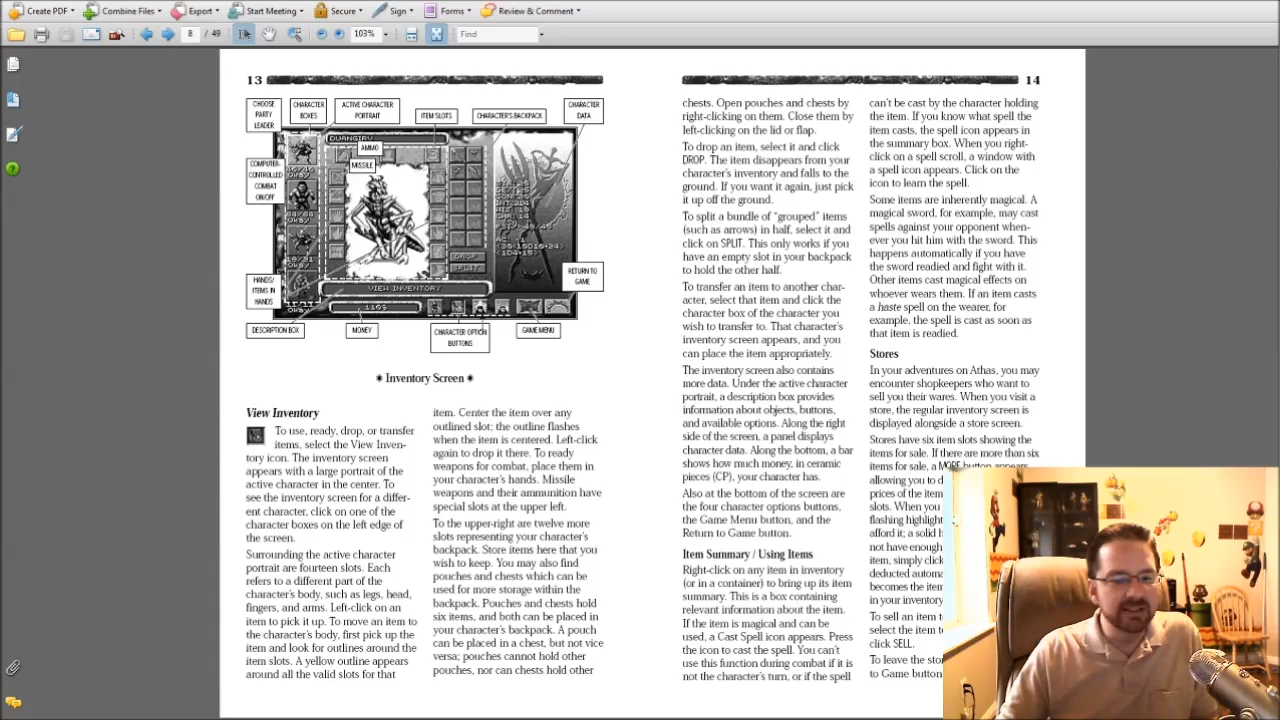 Create PDF
Combine Files
Export
Start Meeting
Secure
Sign
Forms
Review & Comment
8 / 49
103%
Find
13
CHOOSE
PARTY
LEADER
CHARACTER
BOXES
ACTIVE CHARACTER
PORTRAIT
ITEM SLOTS
CHARACTER'S BACKPACK
CHARACTER
DATA
AMMO
MISSILE
COMPUTER-
CONTROLLED
COMBAT
ON/OFF
DROP
SPLIT
HANDS/
ITEMS IN
HANDS
VIEW INVENTORY
RETURN TO
GAME
DESCRIPTION BOX
MONEY
CHARACTER OPTION
BUTTONS
GAME MENU
✷ Inventory Screen ✷
View Inventory
To use, ready, drop, or transfer
items, select the View Inven-
tory icon. The inventory screen
appears with a large portrait of the
active character in the center. To
see the inventory screen for a differ-
ent character, click on one of the
character boxes on the left edge of
the screen.
Surrounding the active character
portrait are fourteen slots. Each
refers to a different part of the
character's body, such as legs, head,
fingers, and arms. Left-click on an
item to pick it up. To move an item to
the character's body, first pick up the
item and look for outlines around the
item slots. A yellow outline appears
around all the valid slots for that
item. Center the item over any
outlined slot; the outline flashes
when the item is centered. Left-click
again to drop it there. To ready
weapons for combat, place them in
your character's hands. Missile
weapons and their ammunition have
special slots at the upper left.
To the upper-right are twelve more
slots representing your character's
backpack. Store items here that you
wish to keep. You may also find
pouches and chests which can be
used for more storage within the
backpack. Pouches and chests hold
six items, and both can be placed in
your character's backpack. A pouch
can be placed in a chest, but not vice
versa; pouches cannot hold other
pouches, nor can chests hold other
14
chests. Open pouches and chests by
right-clicking on them. Close them by
left-clicking on the lid or flap.
To drop an item, select it and click
DROP. The item disappears from your
character's inventory and falls to the
ground. If you want it again, just pick
it up off the ground.
To split a bundle of “grouped” items
(such as arrows) in half, select it and
click on SPLIT. This only works if you
have an empty slot in your backpack
to hold the other half.
To transfer an item to another char-
acter, select that item and click the
character box of the character you
wish to transfer to. That character's
inventory screen appears, and you
can place the item appropriately.
The inventory screen also contains
more data. Under the active character
portrait, a description box provides
information about objects, buttons,
and available options. Along the right
side of the screen, a panel displays
character data. Along the bottom, a bar
shows how much money, in ceramic
pieces (CP), your character has.
Also at the bottom of the screen are
the four character options buttons,
the Game Menu button, and the
Return to Game button.
Item Summary / Using Items
Right-click on any item in inventory
(or in a container) to bring up its item
summary. This is a box containing
relevant information about the item.
If the item is magical and can be
used, a Cast Spell icon appears. Press
the icon to cast the spell. You can't
use this function during combat if it is
not the character's turn, or if the spell
can't be cast by the character holding
the item. If you know what spell the
item casts, the spell icon appears in
the summary box. When you right-
click on a spell scroll, a window with
a spell icon appears. Click on the
icon to learn the spell.
Some items are inherently magical. A
magical sword, for example, may cast
spells against your opponent when-
ever you hit him with the sword. This
happens automatically if you have
the sword readied and fight with it.
Other items cast magical effects on
whoever wears them. If an item casts
a haste spell on the wearer, for
example, the spell is cast as soon as
that item is readied.
Stores
In your adventures on Athas, you may
encounter shopkeepers who want to
sell you their wares. When you visit a
store, the regular inventory screen is
displayed alongside a store screen.
Stores have six item slots showing the
items for sale. If there are more than six
items for sale, a MORE button appears
allowing you to
prices of the item
slots. When you
flashing highlight
afford it; a solid
not have enough
item, simply click
deducted automa
becomes the item
in your inventory
To sell an item
select the item
click SELL.
To leave the sto
to Game button